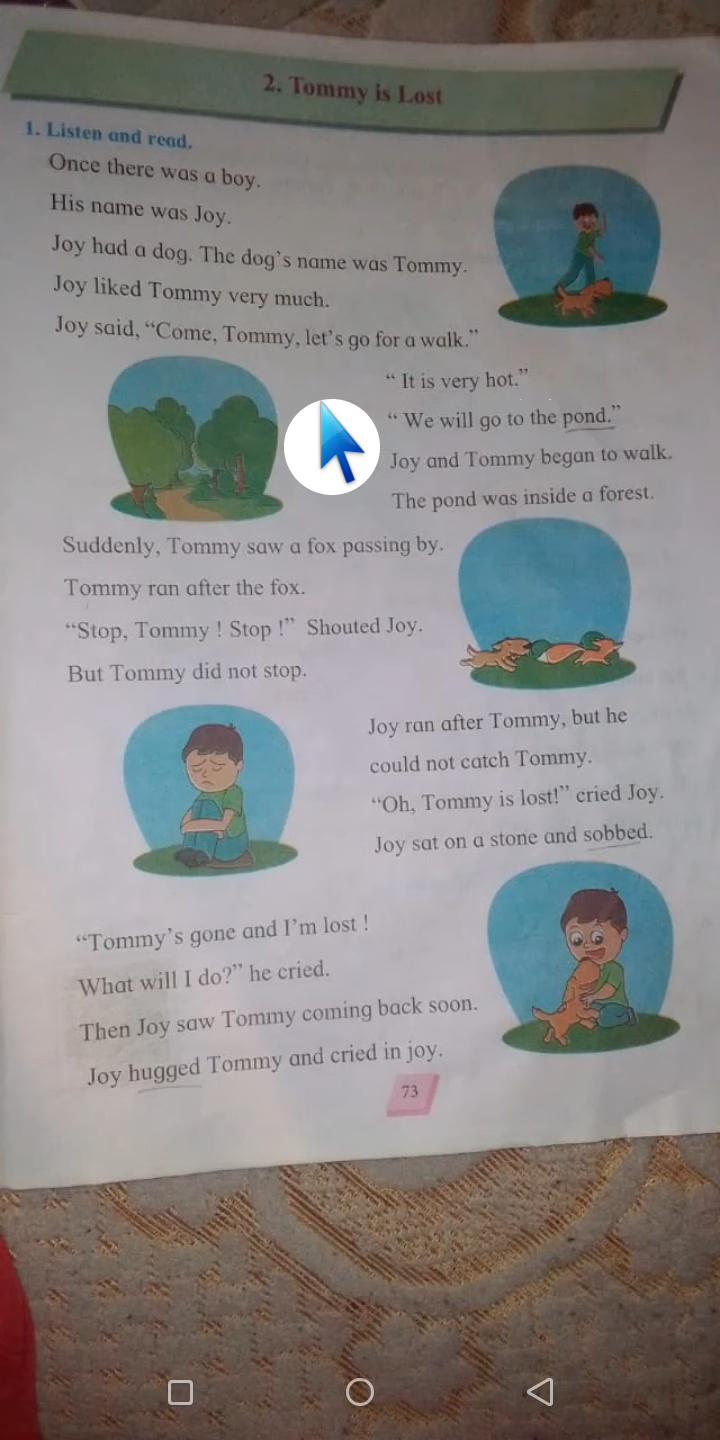 2. Tommy is Lost
1. Listen and read.
Once there was a boy.
His name was Joy.
Joy had a dog. The dog's name was Tommy.
Joy liked Tommy very much.
Joy said, “Come, Tommy, let's go for a walk.”
“ It is very hot.”
“ We will go to the pond.”
Joy and Tommy began to walk.
The pond was inside a forest.
Suddenly, Tommy saw a fox passing by.
Tommy ran after the fox.
“Stop, Tommy ! Stop !” Shouted Joy.
But Tommy did not stop.
Joy ran after Tommy, but he
could not catch Tommy.
“Oh, Tommy is lost!” cried Joy.
Joy sat on a stone and sobbed.
“Tommy's gone and I'm lost !
What will I do?” he cried.
Then Joy saw Tommy coming back soon.
Joy hugged Tommy and cried in joy.
73